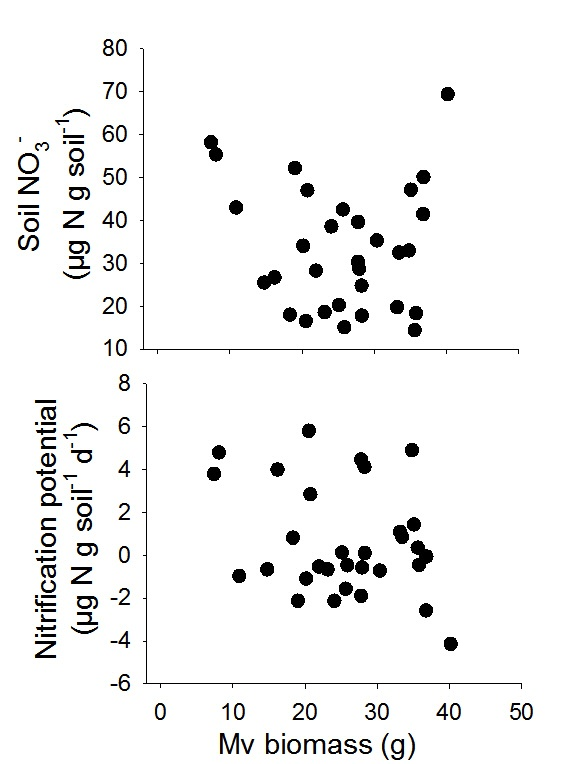 80
70
60
50
40
30
20
10
Soil NO₃⁻
(µg N g soil⁻¹)
8
6
4
2
0
-2
-4
-6
Nitrification potential
(µg N g soil⁻¹ d⁻¹)
0 10 20 30 40 50
Mv biomass (g)